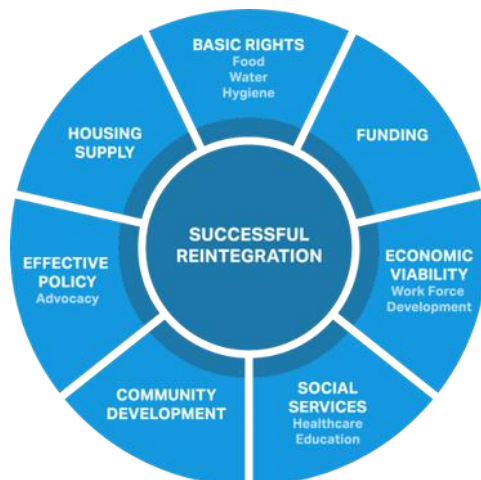 BASIC RIGHTS
Food
Water
Hygiene
FUNDING
ECONOMIC
VIABILITY
Work Force
Development
SOCIAL
SERVICES
Healthcare
Education
COMMUNITY
DEVELOPMENT
EFFECTIVE
POLICY
Advocacy
HOUSING
SUPPLY
SUCCESSFUL
REINTEGRATION